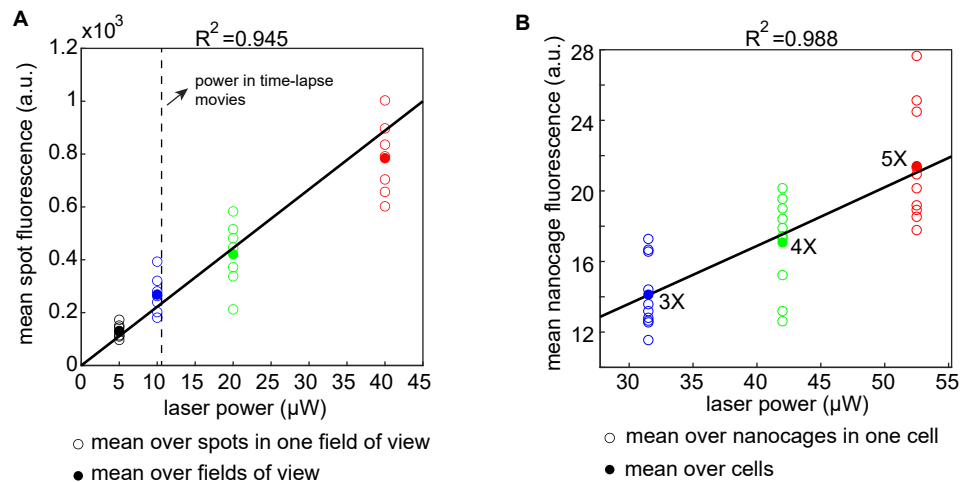 A
R²=0.945
1.2×10³
1
0.8
0.6
0.4
0.2
0
mean spot fluorescence (a.u.)
power in time-lapse
movies
0 5 10 15 20 25 30 35 40 45
laser power (µW)
mean over spots in one field of view
mean over fields of view
B
R²=0.988
28
24
20
16
12
mean nanocage fluorescence (a.u.)
5X
4X
3X
30 35 40 45 50 55
laser power (µW)
mean over nanocages in one cell
mean over cells